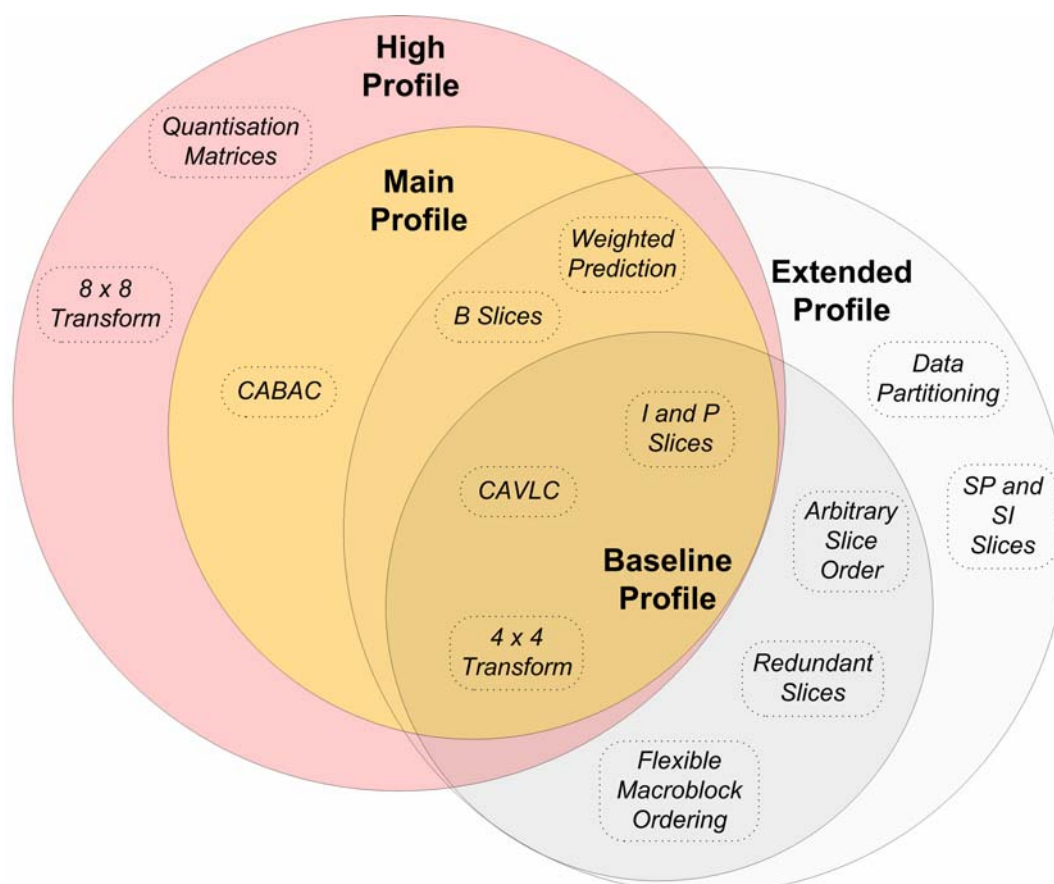 High
Profile
Quantisation
Matrices
Main
Profile
Weighted
Prediction
Extended
Profile
8 x 8
Transform
B Slices
Data
Partitioning
CABAC
I and P
Slices
CAVLC
SP and
SI
Slices
Arbitrary
Slice
Order
Baseline
Profile
4 x 4
Transform
Redundant
Slices
Flexible
Macroblock
Ordering